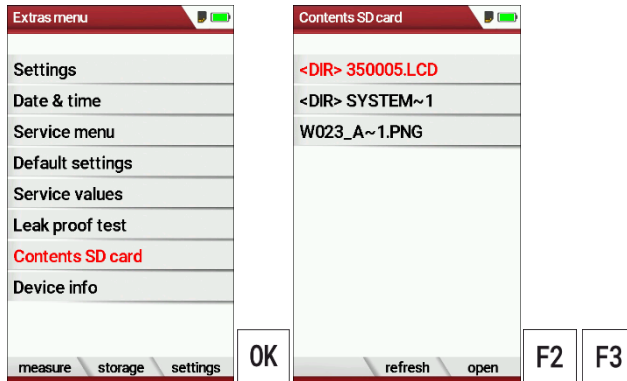 Extras menu
Settings
Date & time
Service menu
Default settings
Service values
Leak proof test
Contents SD card
Device info
measure storage settings
OK
Contents SD card
<DIR> 350005.LCD
<DIR> SYSTEM~1
W023_A~1.PNG
refresh open
F2
F3